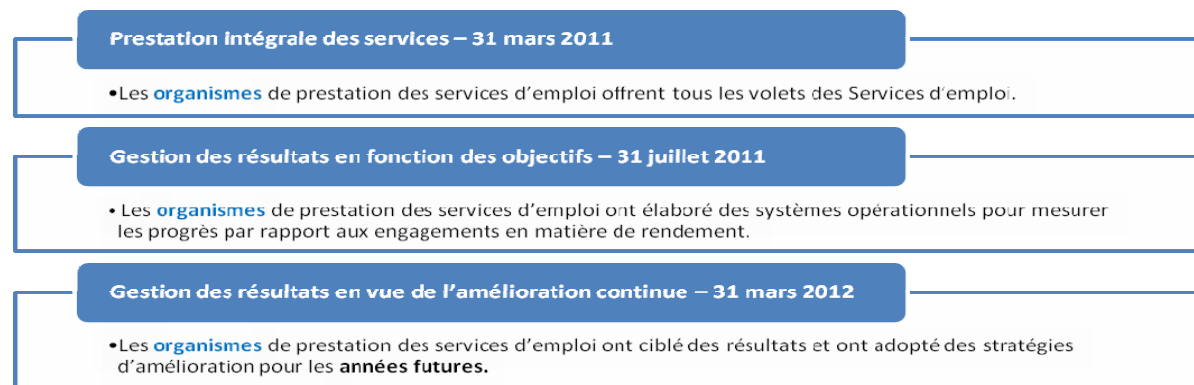 Prestation intégrale des services – 31 mars 2011
•Les organismes de prestation des services d’emploi offrent tous les volets des Services d’emploi.
Gestion des résultats en fonction des objectifs – 31 juillet 2011
• Les organismes de prestation des services d’emploi ont élaboré des systèmes opérationnels pour mesurer
les progrès par rapport aux engagements en matière de rendement.
Gestion des résultats en vue de l’amélioration continue – 31 mars 2012
•Les organismes de prestation des services d’emploi ont ciblé des résultats et ont adopté des stratégies
d’amélioration pour les années futures.